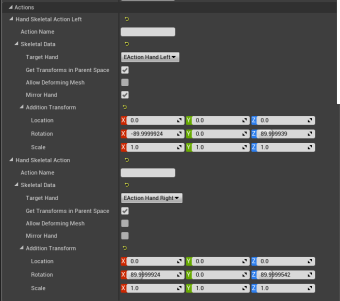 Actions
Hand Skeletal Action Left
Action Name
Skeletal Data
Target Hand EAction Hand Left
Get Transforms in Parent Space
Allow Deforming Mesh
Mirror Hand
Addition Transform
Location X 0.0 Y 0.0 Z 0.0
Rotation X -89.9999924 Y 0.0 Z 89.999939
Scale X 1.0 Y 1.0 Z 1.0
Hand Skeletal Action
Action Name
Skeletal Data
Target Hand EAction Hand Right
Get Transforms in Parent Space
Allow Deforming Mesh
Mirror Hand
Addition Transform
Location X 0.0 Y 0.0 Z 0.0
Rotation X 89.9999924 Y 0.0 Z 89.9999542
Scale X 1.0 Y 1.0 Z 1.0